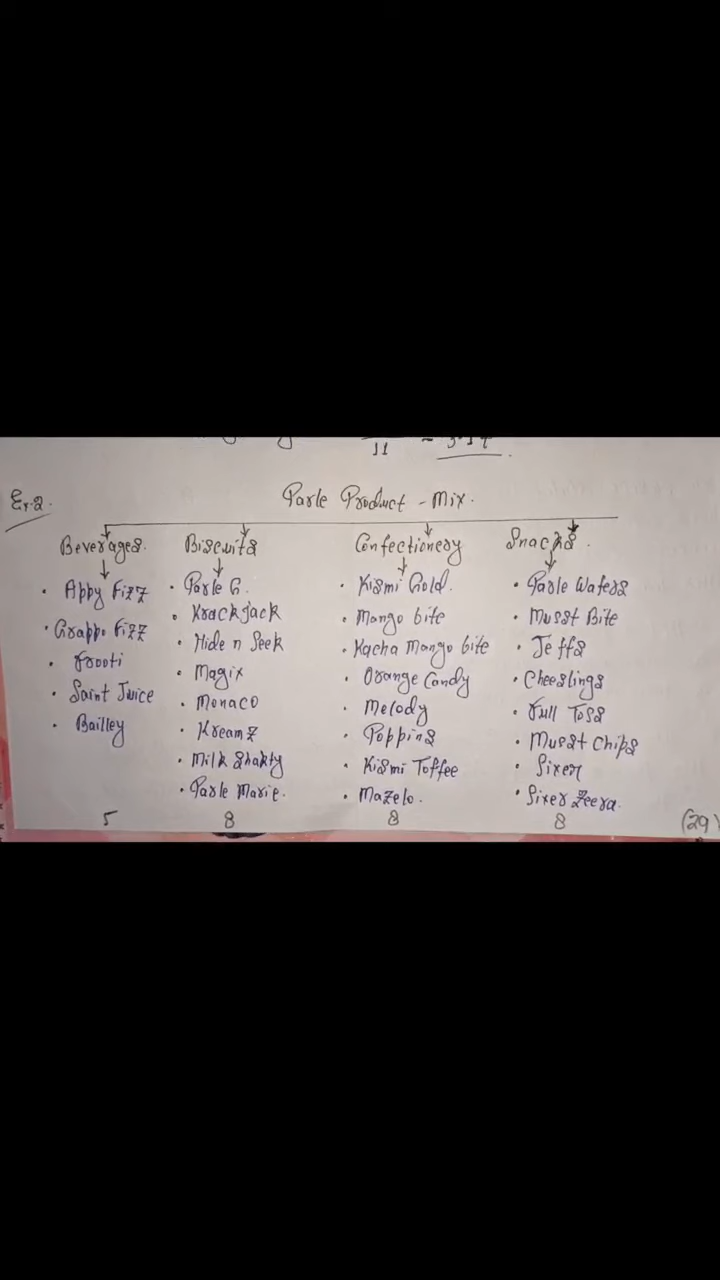 11
Ex.2.
Parle Product - Mix.
Beverages.
Appy Fizz
Grappo Fizz
Frooti
Saint Juice
Bailley
5
Biscuits
Parle G.
Krackjack
Hide n Seek
Magix
Monaco
Kreamz
Milk Shakty
Parle Marie.
8
Confectionery
Kismi Gold.
Mango bite
Kacha Mango bite
Orange Candy
Melody
Poppins
Kismi Toffee
Mazelo.
8
Snacks.
Parle Wafers
Musst Bite
Jeffs
Cheeslings
Full Toss
Musst Chips
Sixer
Sixer Zeera.
8
(29)